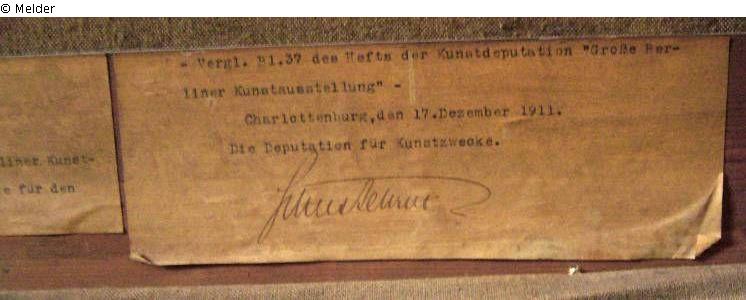 © Melder
- Vergl. Bl.37 des Hefts der Kunstdeputation "Große Ber-
liner Kunstausstellung" -
Charlottenburg,den 17.Dezember 1911.
Die Deputation für Kunstzwecke.
liner Kunst-
e für den